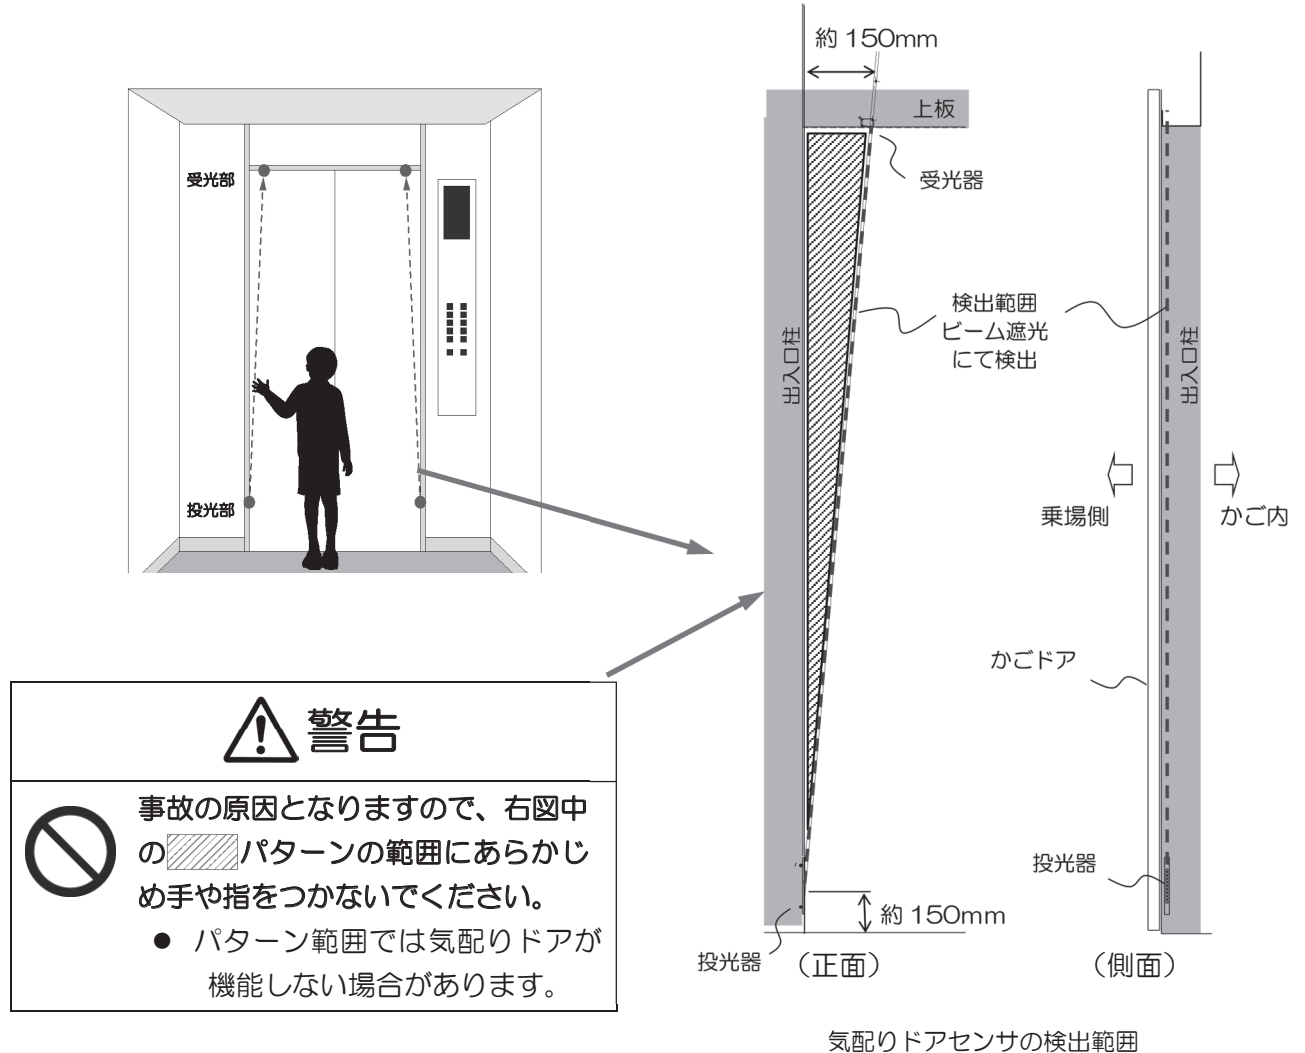 受光部
投光部
警告
事故の原因となりますので、右図中
のパターンの範囲にあらかじ
め手や指をつかないでください。
● パターン範囲では気配りドアが
機能しない場合があります。
約 150mm
上板
受光器
検出範囲
ビーム遮光
にて検出
出入口柱
約 150mm
投光器
（正面）
出入口柱
乗場側
かご内
かごドア
投光器
（側面）
気配りドアセンサの検出範囲